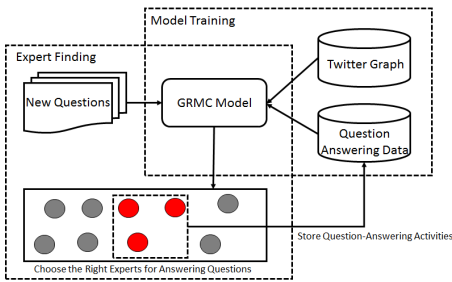 Model Training
Expert Finding
Twitter Graph
New Questions
GRMC Model
Question
Answering Data
Store Question-Answering Activities
Choose the Right Experts for Answering Questions